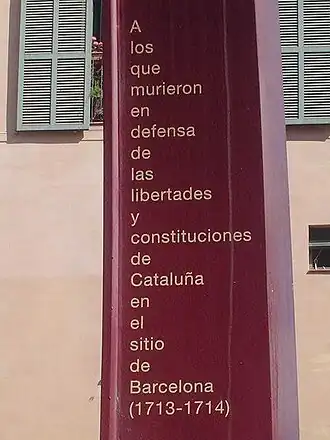 A
los
que
murieron
en
defensa
de
las
libertades
y
constituciones
de
Cataluña
en
el
sitio
de
Barcelona
(1713-1714)